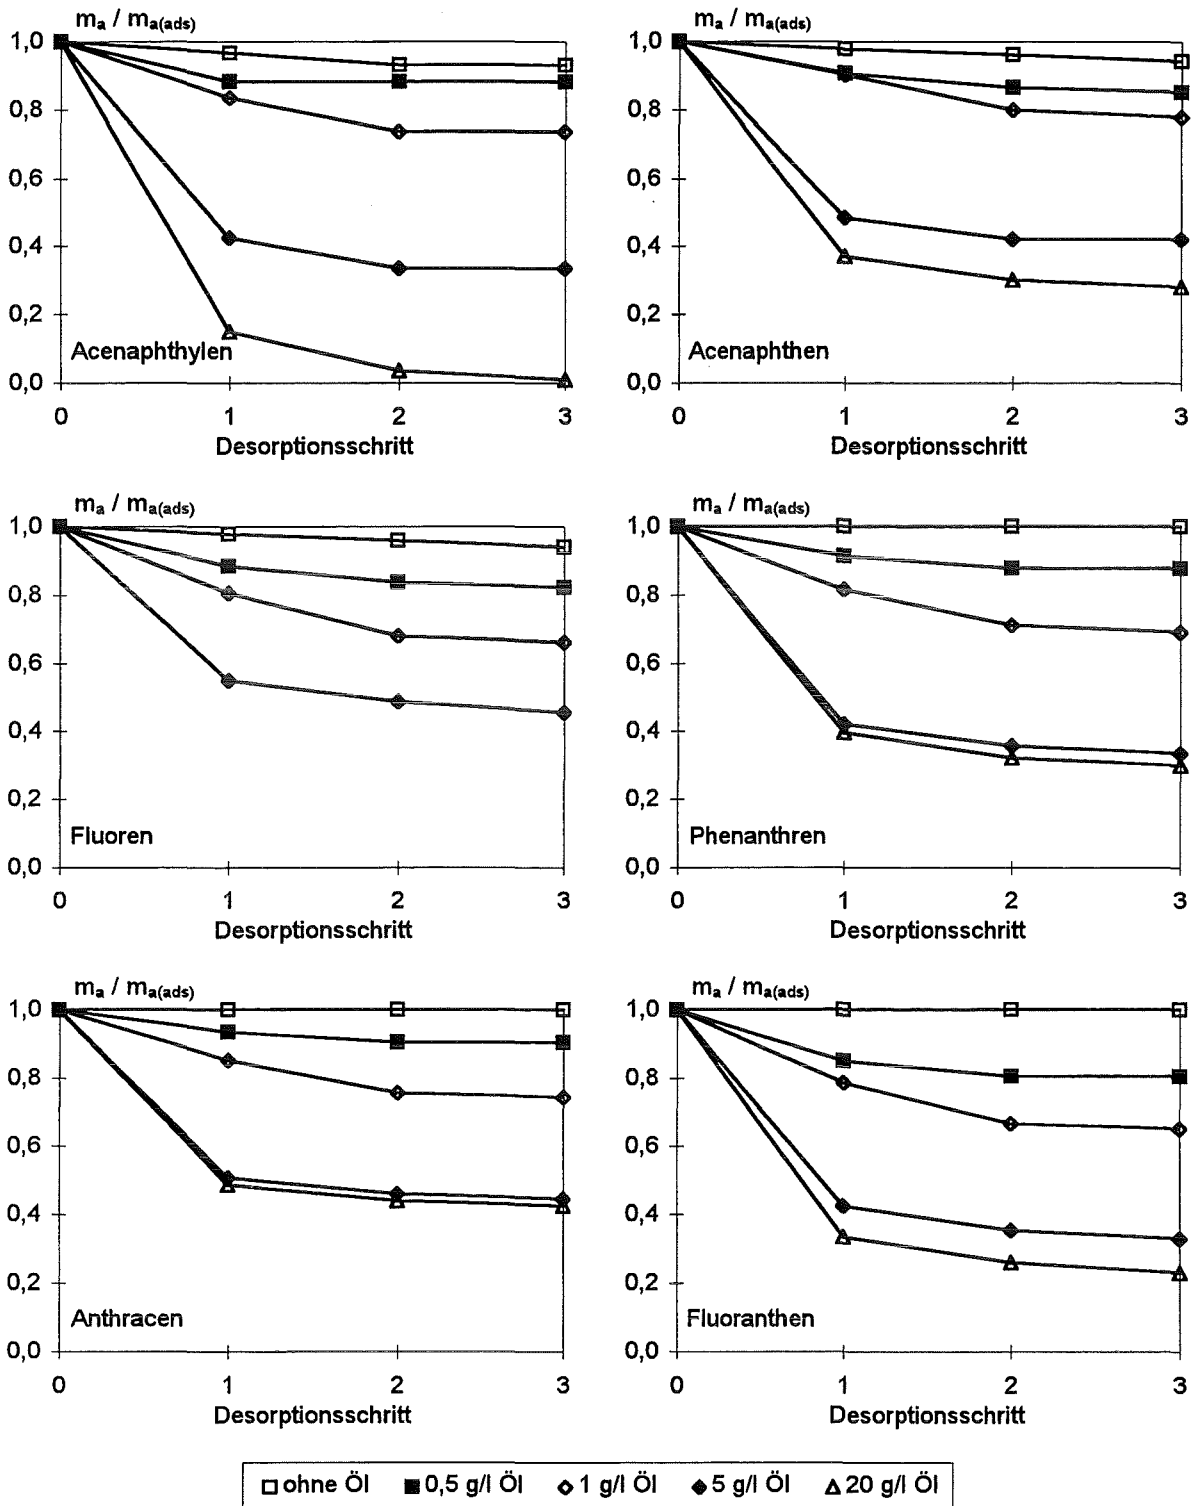 mₐ / mₐ₍ads₎
1,0
0,8
0,6
0,4
0,2
0,0
Acenaphthylen
0 1 2 3
Desorptionsschritt
mₐ / mₐ₍ads₎
1,0
0,8
0,6
0,4
0,2
0,0
Acenaphthen
0 1 2 3
Desorptionsschritt
mₐ / mₐ₍ads₎
1,0
0,8
0,6
0,4
0,2
0,0
Fluoren
0 1 2 3
Desorptionsschritt
mₐ / mₐ₍ads₎
1,0
0,8
0,6
0,4
0,2
0,0
Phenanthren
0 1 2 3
Desorptionsschritt
mₐ / mₐ₍ads₎
1,0
0,8
0,6
0,4
0,2
0,0
Anthracen
0 1 2 3
Desorptionsschritt
mₐ / mₐ₍ads₎
1,0
0,8
0,6
0,4
0,2
0,0
Fluoranthen
0 1 2 3
Desorptionsschritt
ohne Öl 0,5 g/l Öl 1 g/l Öl 5 g/l Öl 20 g/l Öl